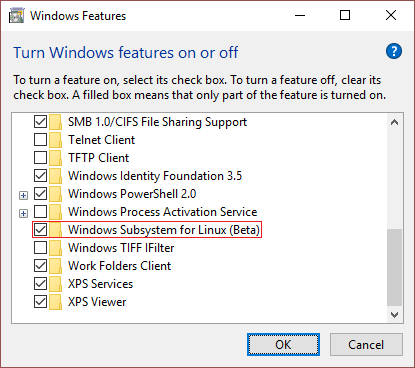 Windows Features
Turn Windows features on or off
To turn a feature on, select its check box. To turn a feature off, clear its
check box. A filled box means that only part of the feature is turned on.
SMB 1.0/CIFS File Sharing Support
Telnet Client
TFTP Client
Windows Identity Foundation 3.5
Windows PowerShell 2.0
Windows Process Activation Service
Windows Subsystem for Linux (Beta)
Windows TIFF IFilter
Work Folders Client
XPS Services
XPS Viewer
OK
Cancel